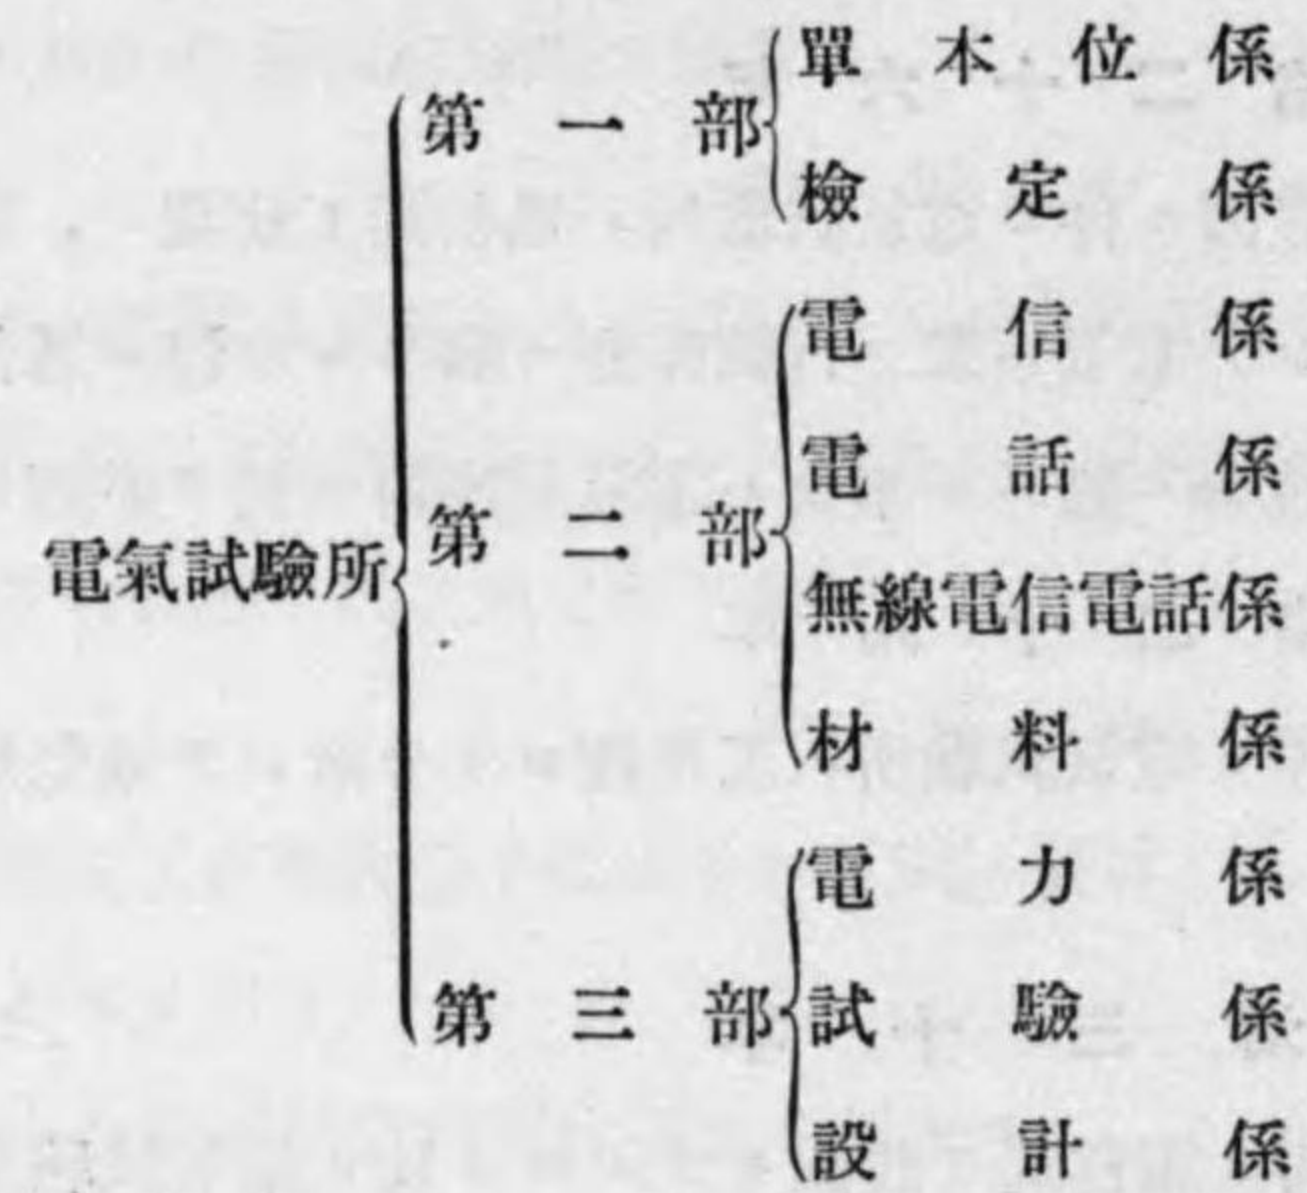 電氣試驗所
第一部
單本位係
檢定係
第二部
電信係
電話係
無線電信電話係
材料係
第三部
電力係
試驗係
設計係